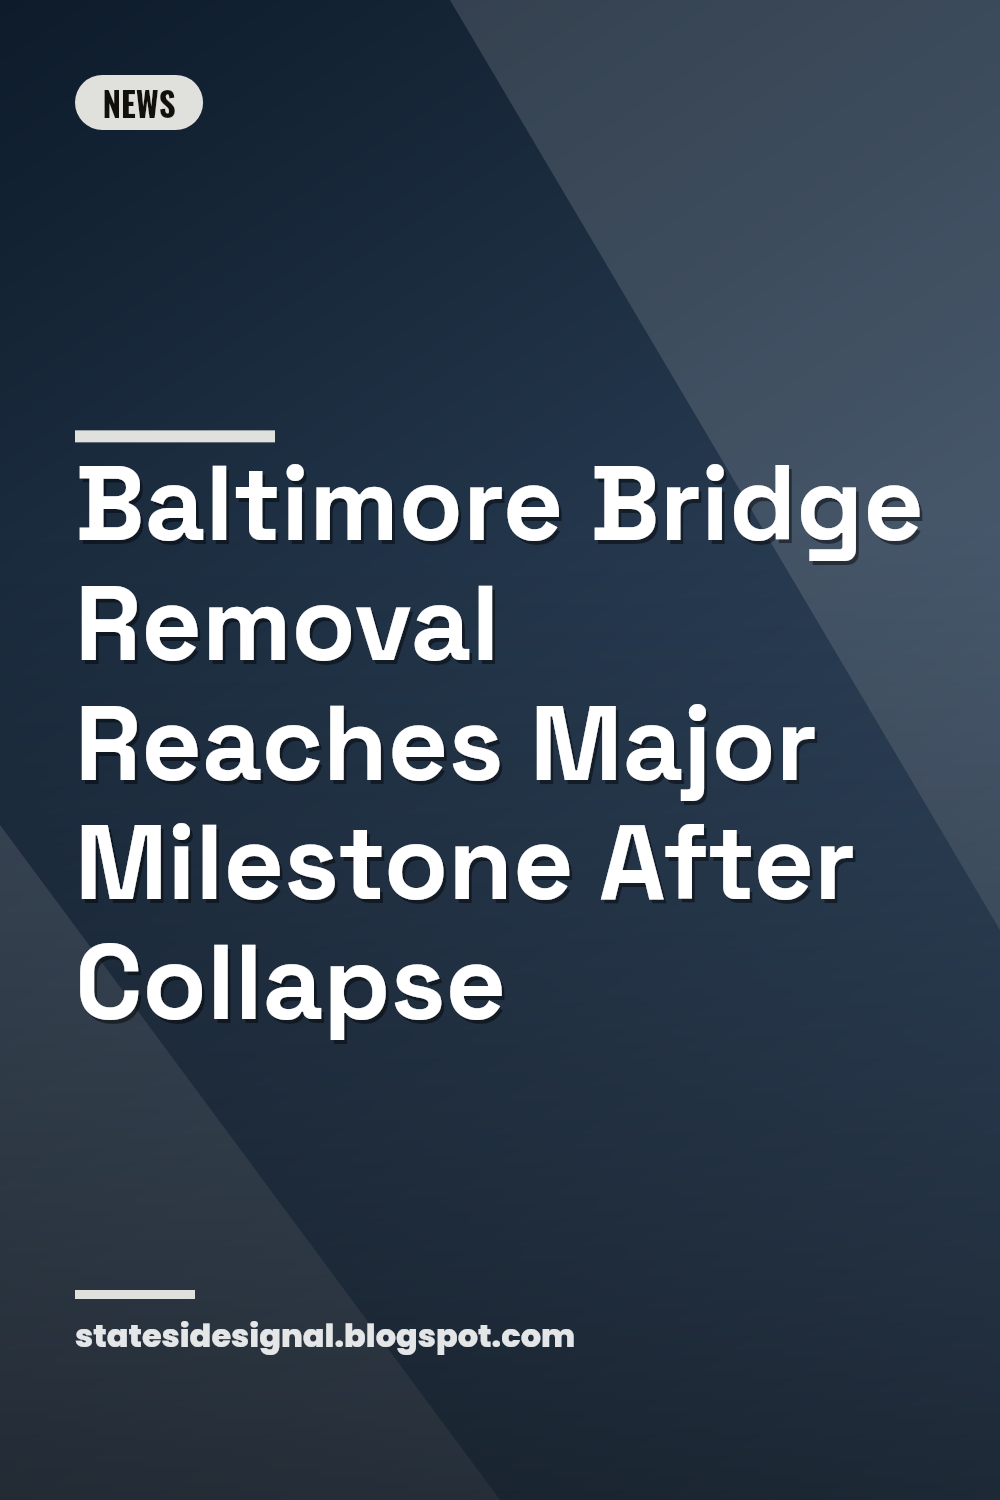 NEWS
Baltimore Bridge
Removal
Reaches Major
Milestone After
Collapse
statesidesignal.blogspot.com